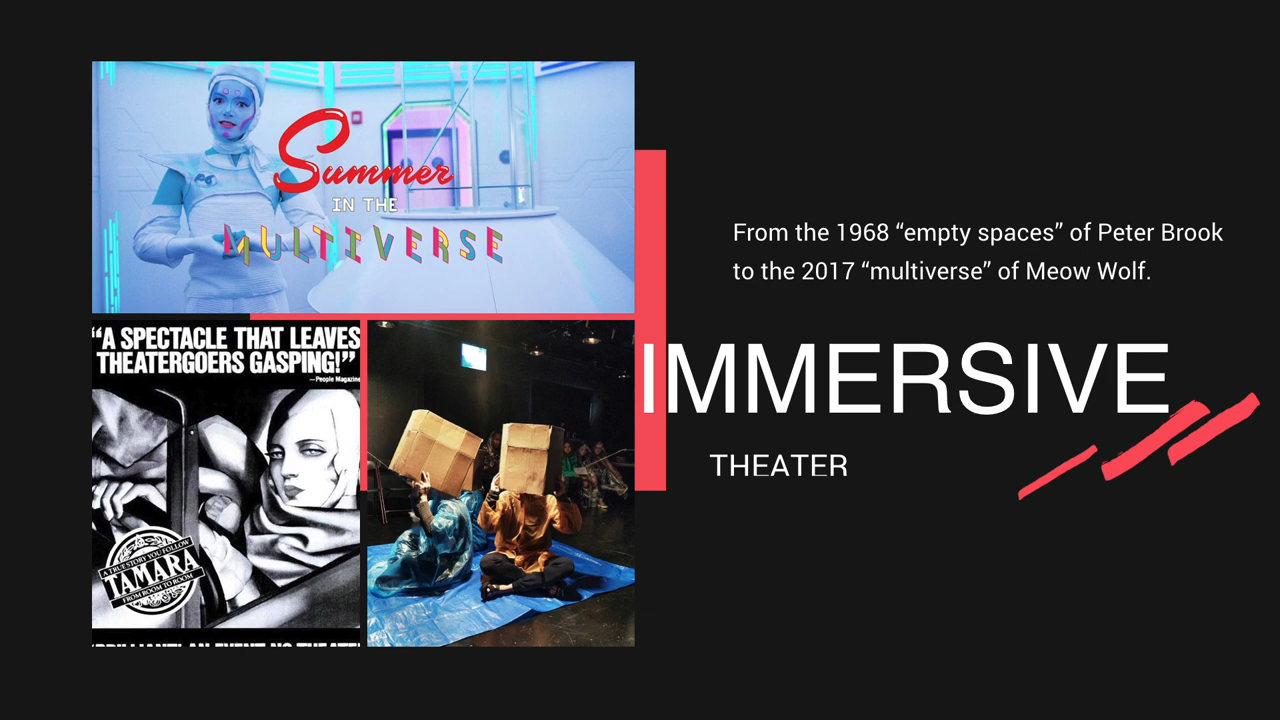 Summer
IN THE
MULTIVERSE
“A SPECTACLE THAT LEAVES
THEATERGOERS GASPING!”
—People Magazine
A TRUE STORY YOU FOLLOW
TAMARA
FROM ROOM TO ROOM
From the 1968 “empty spaces” of Peter Brook
to the 2017 “multiverse” of Meow Wolf.
IMMERSIVE
THEATER